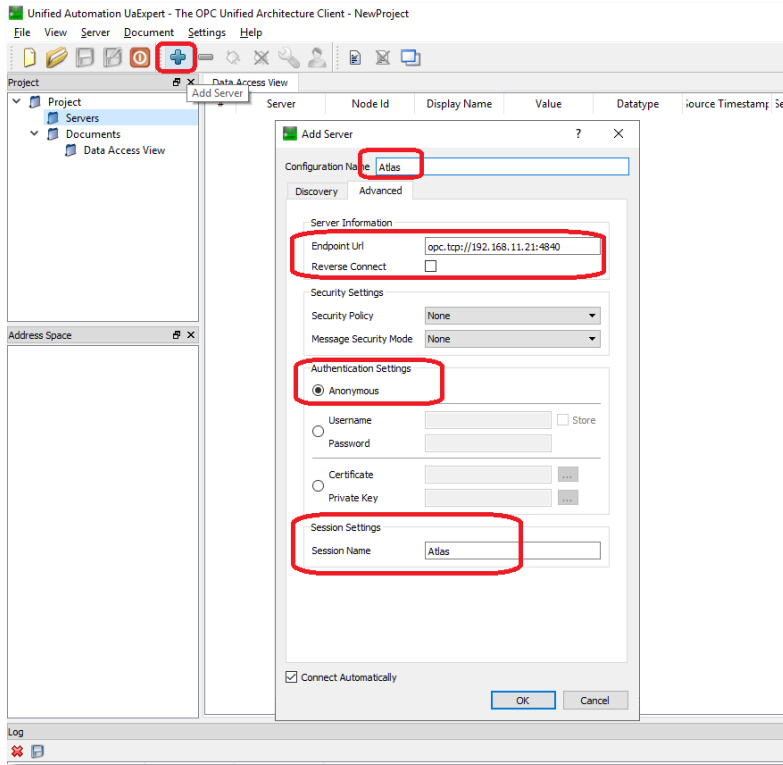 Unified Automation UaExpert - The OPC Unified Architecture Client - NewProject
File View Server Document Settings Help
Project
Data Access View
Add Server
Project
Servers
Documents
Data Access View
# Server Node Id Display Name Value Datatype Source Timestamp Se
Add Server
Configuration Name Atlas
Discovery Advanced
Server Information
Endpoint Url opc.tcp://192.168.11.21:4840
Reverse Connect
Security Settings
Security Policy None
Message Security Mode None
Authentication Settings
Anonymous
Username Store
Password
Certificate ...
Private Key ...
Session Settings
Session Name Atlas
Connect Automatically
OK Cancel
Address Space
Log